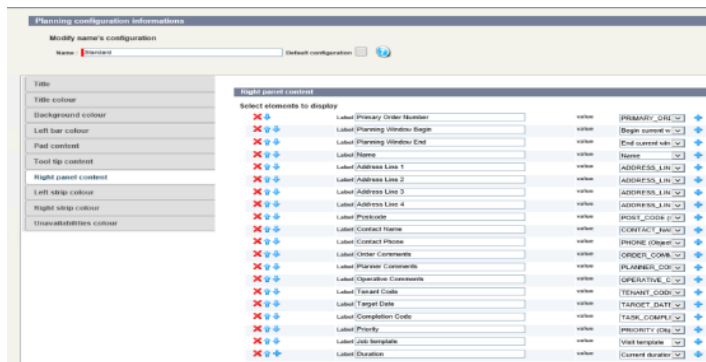 Planning configuration informations
Modify name's configuration
Name : Standard Default configuration
Title
Title colour
Background colour
Left bar colour
Pad content
Tool tip content
Right panel content
Left strip colour
Right strip colour
Unavailabilities colour
Right panel content
Select elements to display
Label Primary Order Number value PRIMARY_ORI
Label Planning Window Begin value Begin current w
Label Planning Window End value End current win
Label Name value Name
Label Address Line 1 value ADDRESS_LIN
Label Address Line 2 value ADDRESS_LIN
Label Address Line 3 value ADDRESS_LIN
Label Address Line 4 value ADDRESS_LIN
Label Postcode value POST_CODE (
Label Contact Name value CONTACT_NA
Label Contact Phone value PHONE (Object
Label Order Comments value ORDER_COMM
Label Planner Comments value PLANNER_CO
Label Operative Comments value OPERATIVE_C
Label Tenant Code value TENANT_CODE
Label Target Date value TARGET_DATE
Label Completion Code value TASK_COMPL
Label Priority value PRIORITY (Obj
Label Job template value Visit template
Label Duration value Current duration